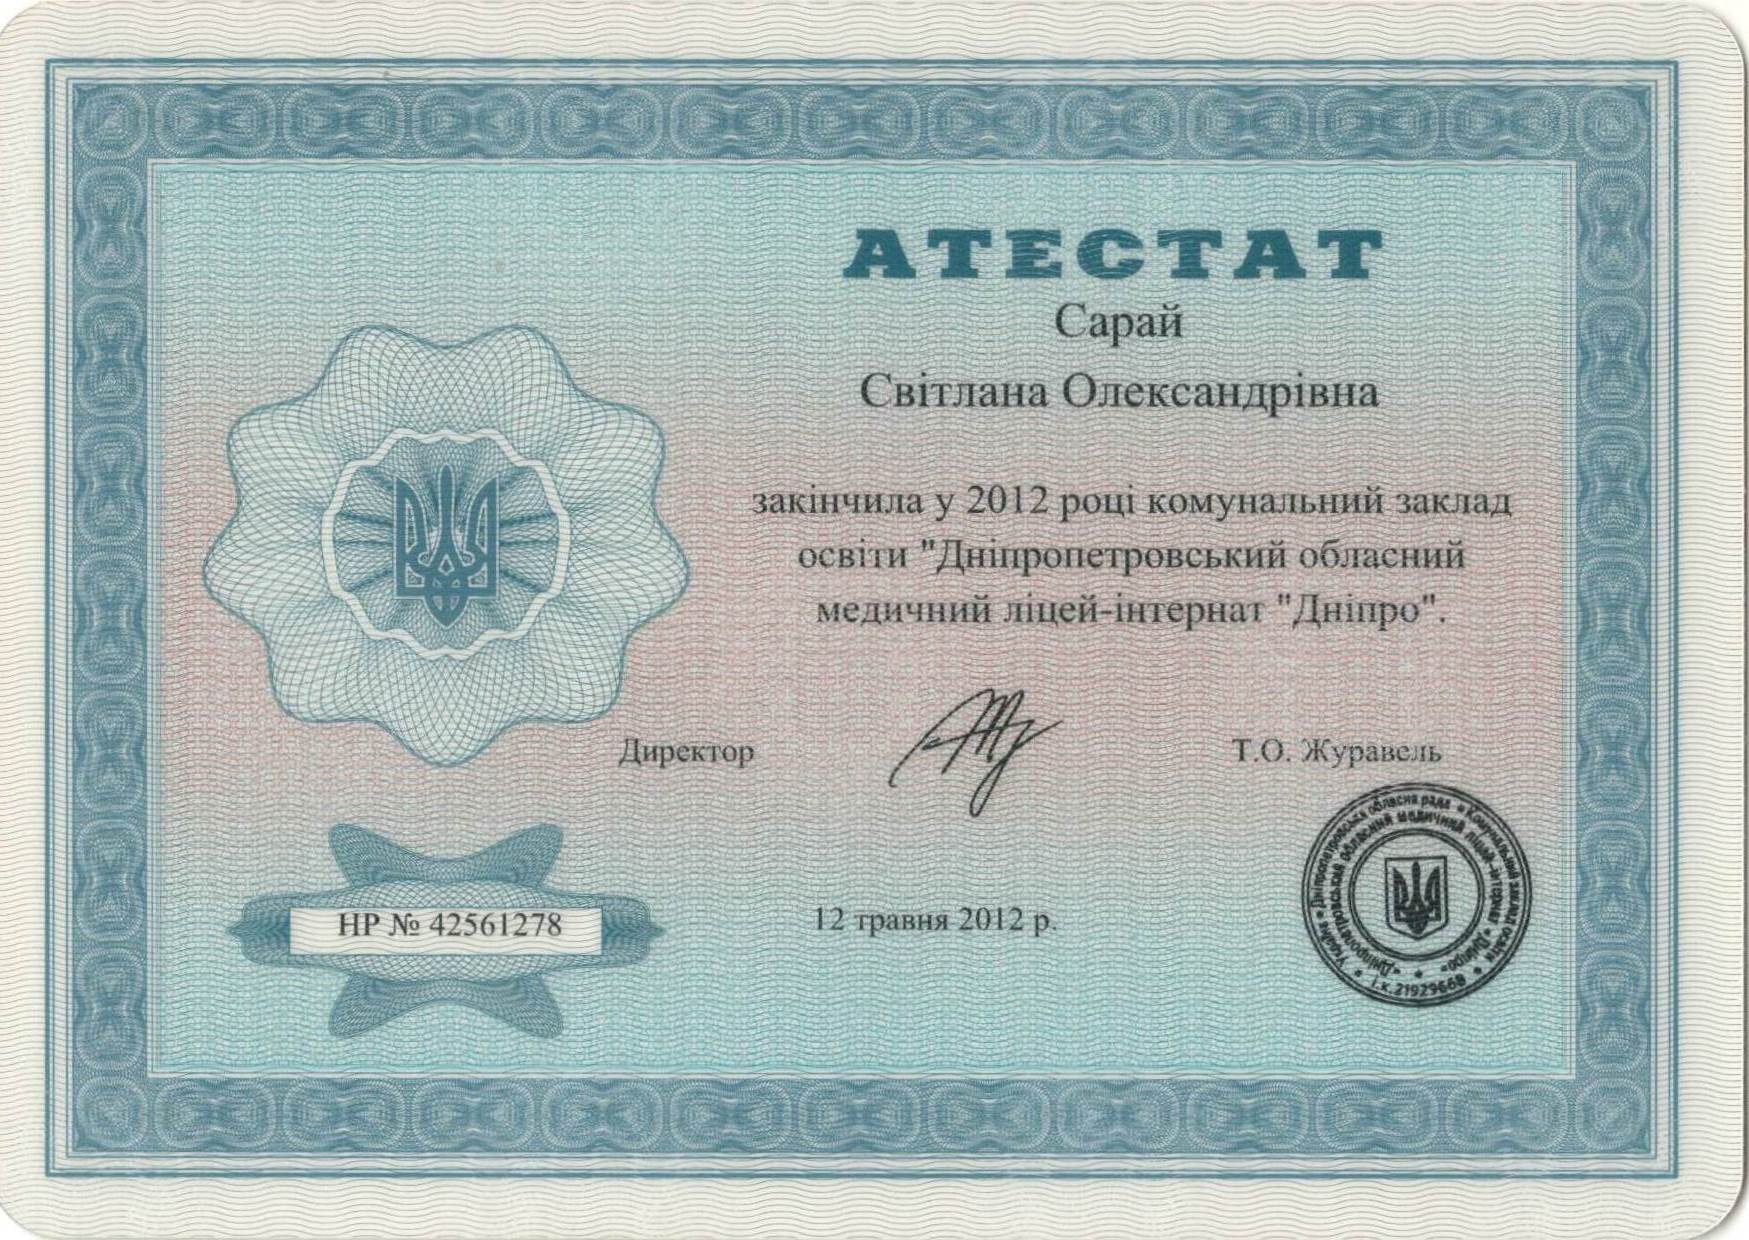 АТЕСТАТ
Сарай
Світлана Олександрівна
закінчила у 2012 році комунальний заклад
освіти "Дніпропетровський обласний
медичний ліцей-інтернат "Дніпро".
Директор
Т.О. Журавель
НР № 42561278
12 травня 2012 р.
Україна * Дніпропетровська обласна рада * Комунальний заклад освіти *
Дніпропетровський обласний медичний ліцей-інтернат «Дніпро»
* «Дніпро» *
і.к.21929668